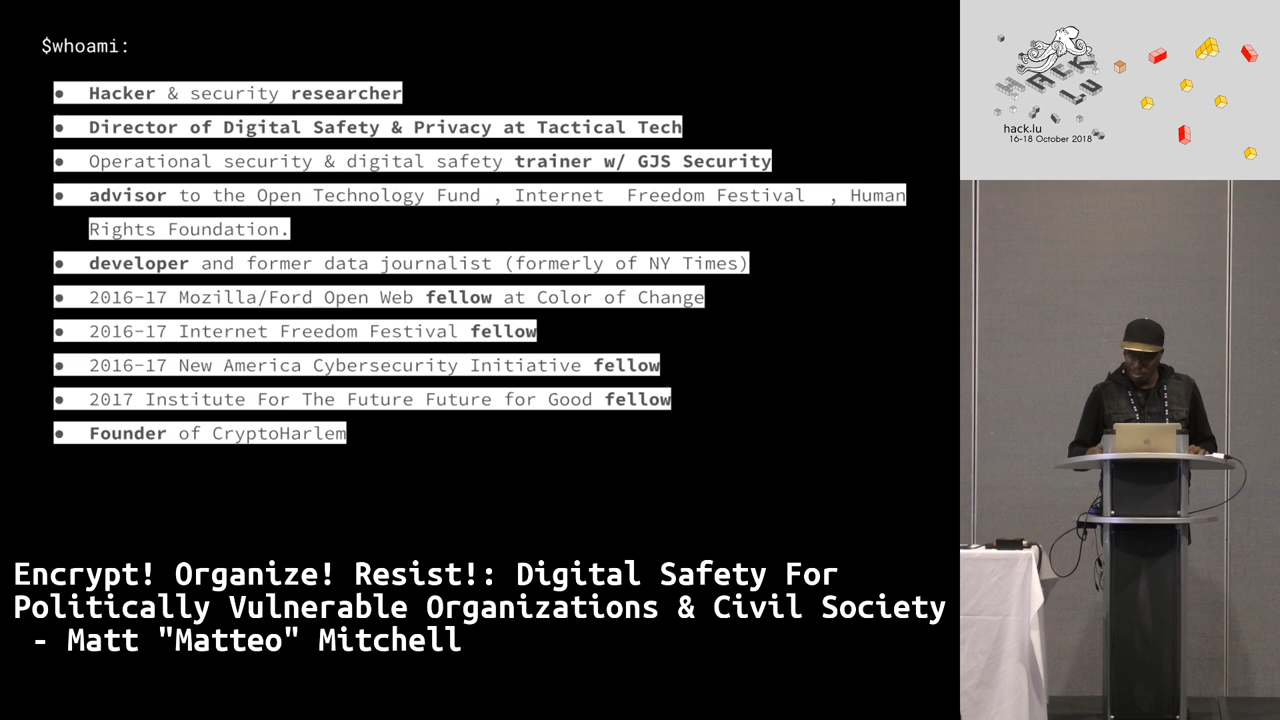 $whoami:
● Hacker & security researcher
● Director of Digital Safety & Privacy at Tactical Tech
● Operational security & digital safety trainer w/ GJS Security
● advisor to the Open Technology Fund , Internet Freedom Festival , Human
Rights Foundation.
● developer and former data journalist (formerly of NY Times)
● 2016-17 Mozilla/Ford Open Web fellow at Color of Change
● 2016-17 Internet Freedom Festival fellow
● 2016-17 New America Cybersecurity Initiative fellow
● 2017 Institute For The Future Future for Good fellow
● Founder of CryptoHarlem
Encrypt! Organize! Resist!: Digital Safety For
Politically Vulnerable Organizations & Civil Society
- Matt "Matteo" Mitchell
HACK
LU
hack.lu
16-18 October 2018